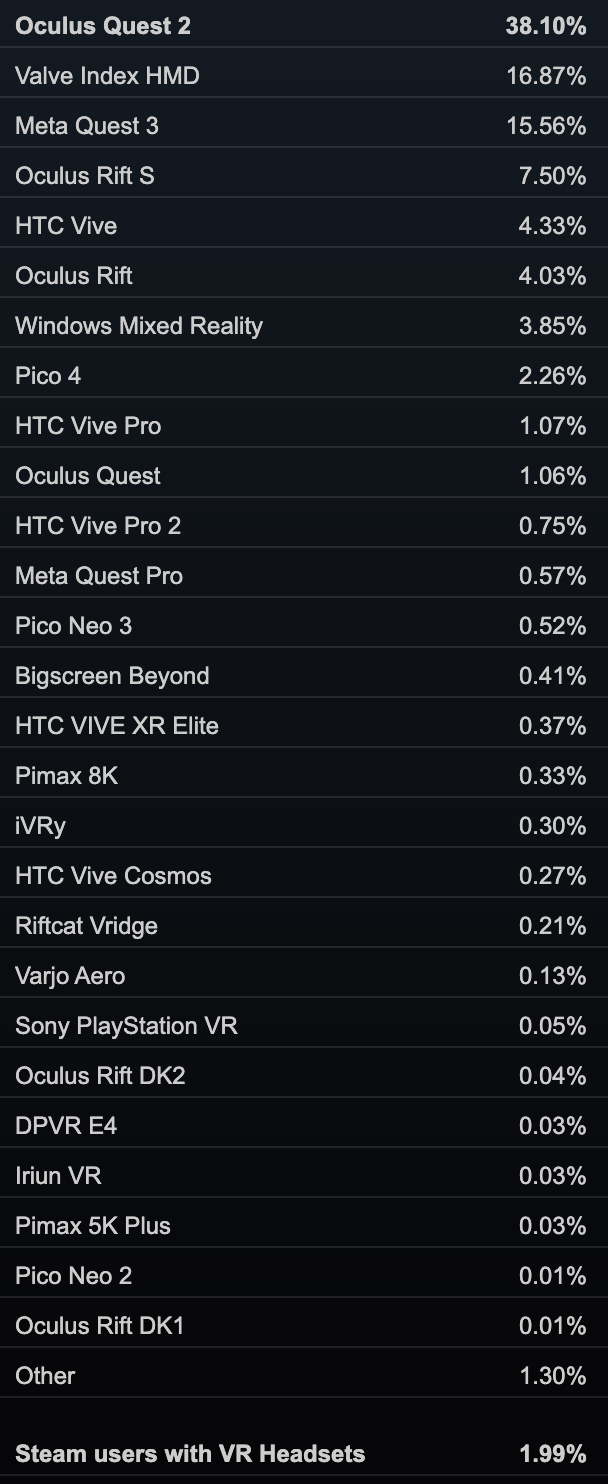 Oculus Quest 2 38.10%
Valve Index HMD 16.87%
Meta Quest 3 15.56%
Oculus Rift S 7.50%
HTC Vive 4.33%
Oculus Rift 4.03%
Windows Mixed Reality 3.85%
Pico 4 2.26%
HTC Vive Pro 1.07%
Oculus Quest 1.06%
HTC Vive Pro 2 0.75%
Meta Quest Pro 0.57%
Pico Neo 3 0.52%
Bigscreen Beyond 0.41%
HTC VIVE XR Elite 0.37%
Pimax 8K 0.33%
iVRy 0.30%
HTC Vive Cosmos 0.27%
Riftcat Vridge 0.21%
Varjo Aero 0.13%
Sony PlayStation VR 0.05%
Oculus Rift DK2 0.04%
DPVR E4 0.03%
Iriun VR 0.03%
Pimax 5K Plus 0.03%
Pico Neo 2 0.01%
Oculus Rift DK1 0.01%
Other 1.30%
Steam users with VR Headsets 1.99%